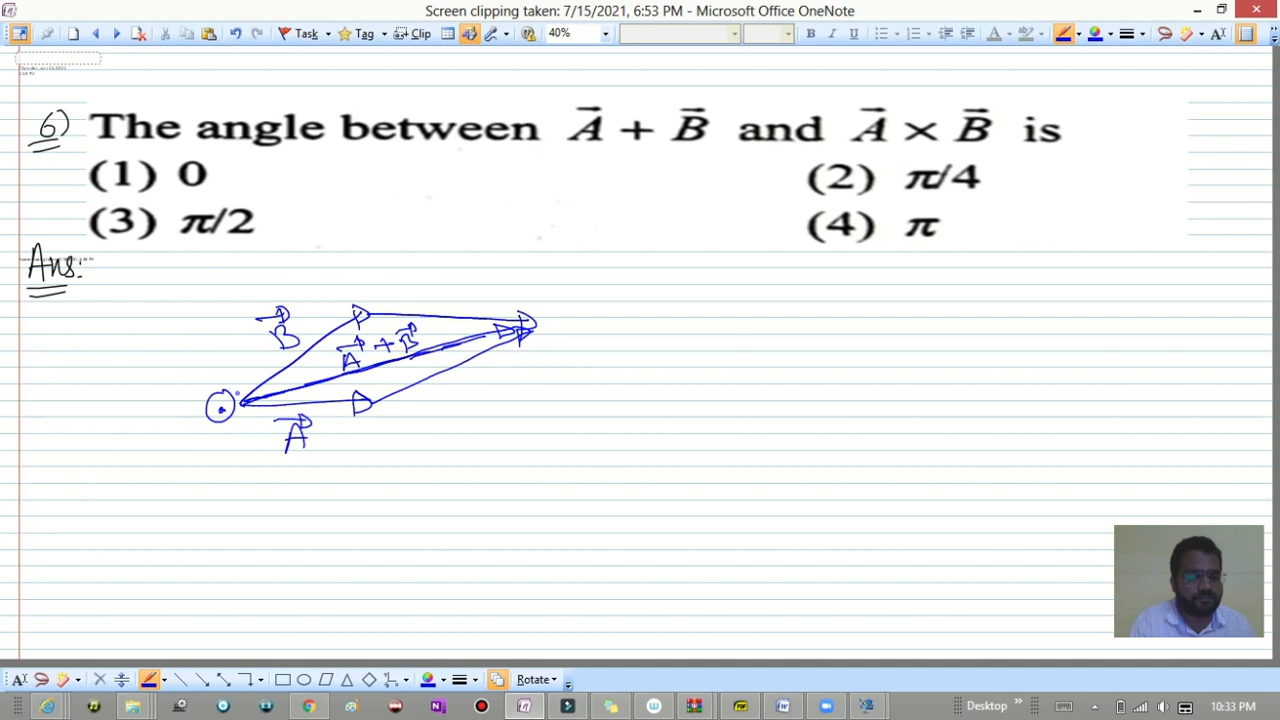 Screen clipping taken: 7/15/2021, 6:53 PM - Microsoft Office OneNote
Task Tag Clip 40% B I U
6) The angle between A⃗ + B⃗ and A⃗ × B⃗ is
(1) 0 (2) π/4
(3) π/2 (4) π
Ans:
B⃗
A⃗ + B⃗
A⃗
Rotate
Desktop 10:33 PM